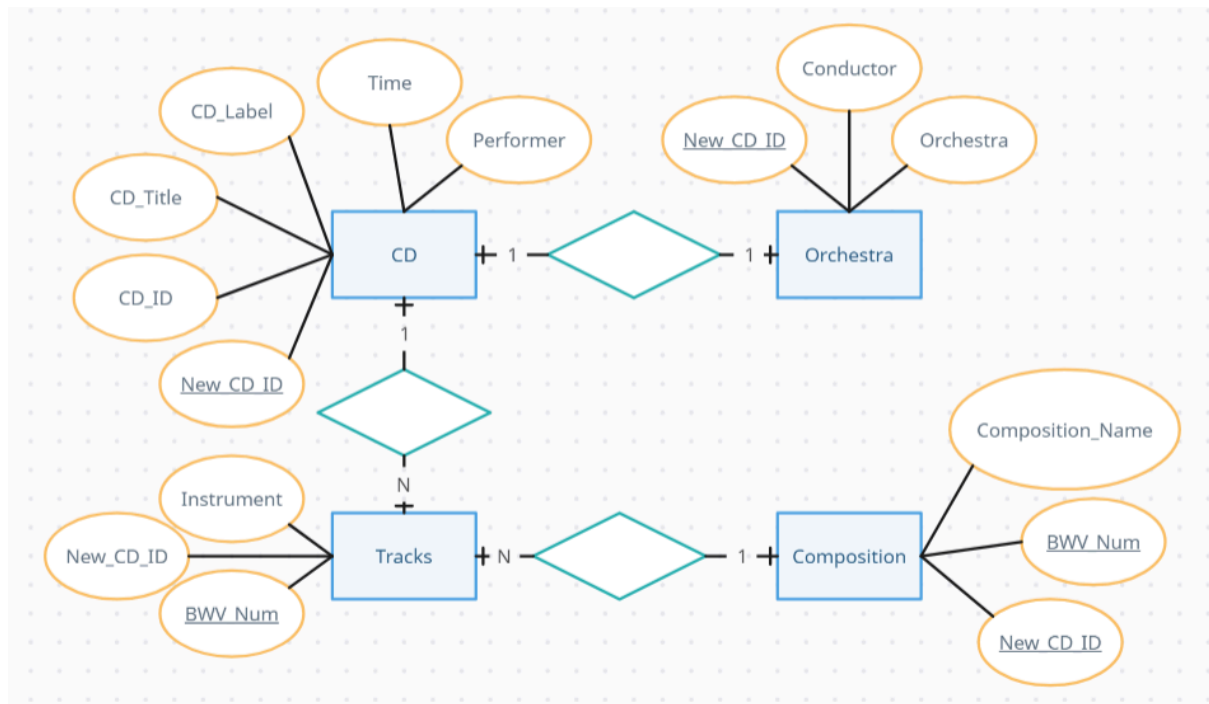 Conductor
Time
CD_Label
Performer
New_CD_ID
Orchestra
CD_Title
CD
1
1
Orchestra
CD_ID
1
New_CD_ID
Composition_Name
N
Instrument
New_CD_ID
Tracks
N
1
Composition
BWV_Num
BWV_Num
New_CD_ID